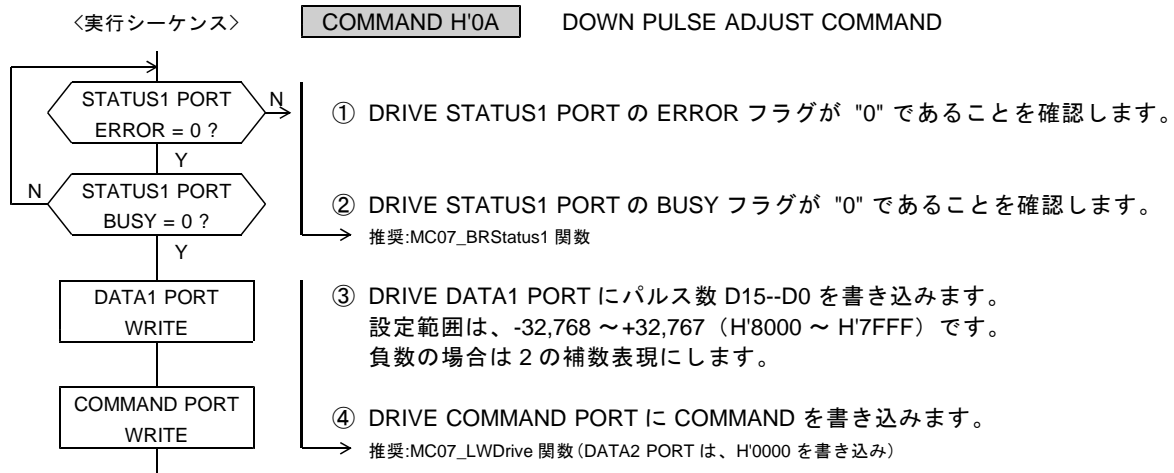 〈実行シーケンス〉 COMMAND H'0A DOWN PULSE ADJUST COMMAND
STATUS1 PORT
ERROR = 0 ?
N
① DRIVE STATUS1 PORT の ERROR フラグが "0" であることを確認します。
Y
N
STATUS1 PORT
BUSY = 0 ?
② DRIVE STATUS1 PORT の BUSY フラグが "0" であることを確認します。
推奨:MC07_BRStatus1 関数
Y
DATA1 PORT
WRITE
③ DRIVE DATA1 PORT にパルス数 D15--D0 を書き込みます。
設定範囲は、-32,768 ～+32,767（H'8000 ～ H'7FFF）です。
負数の場合は 2 の補数表現にします。
COMMAND PORT
WRITE
④ DRIVE COMMAND PORT に COMMAND を書き込みます。
推奨:MC07_LWDrive 関数(DATA2 PORT は、H'0000 を書き込み)